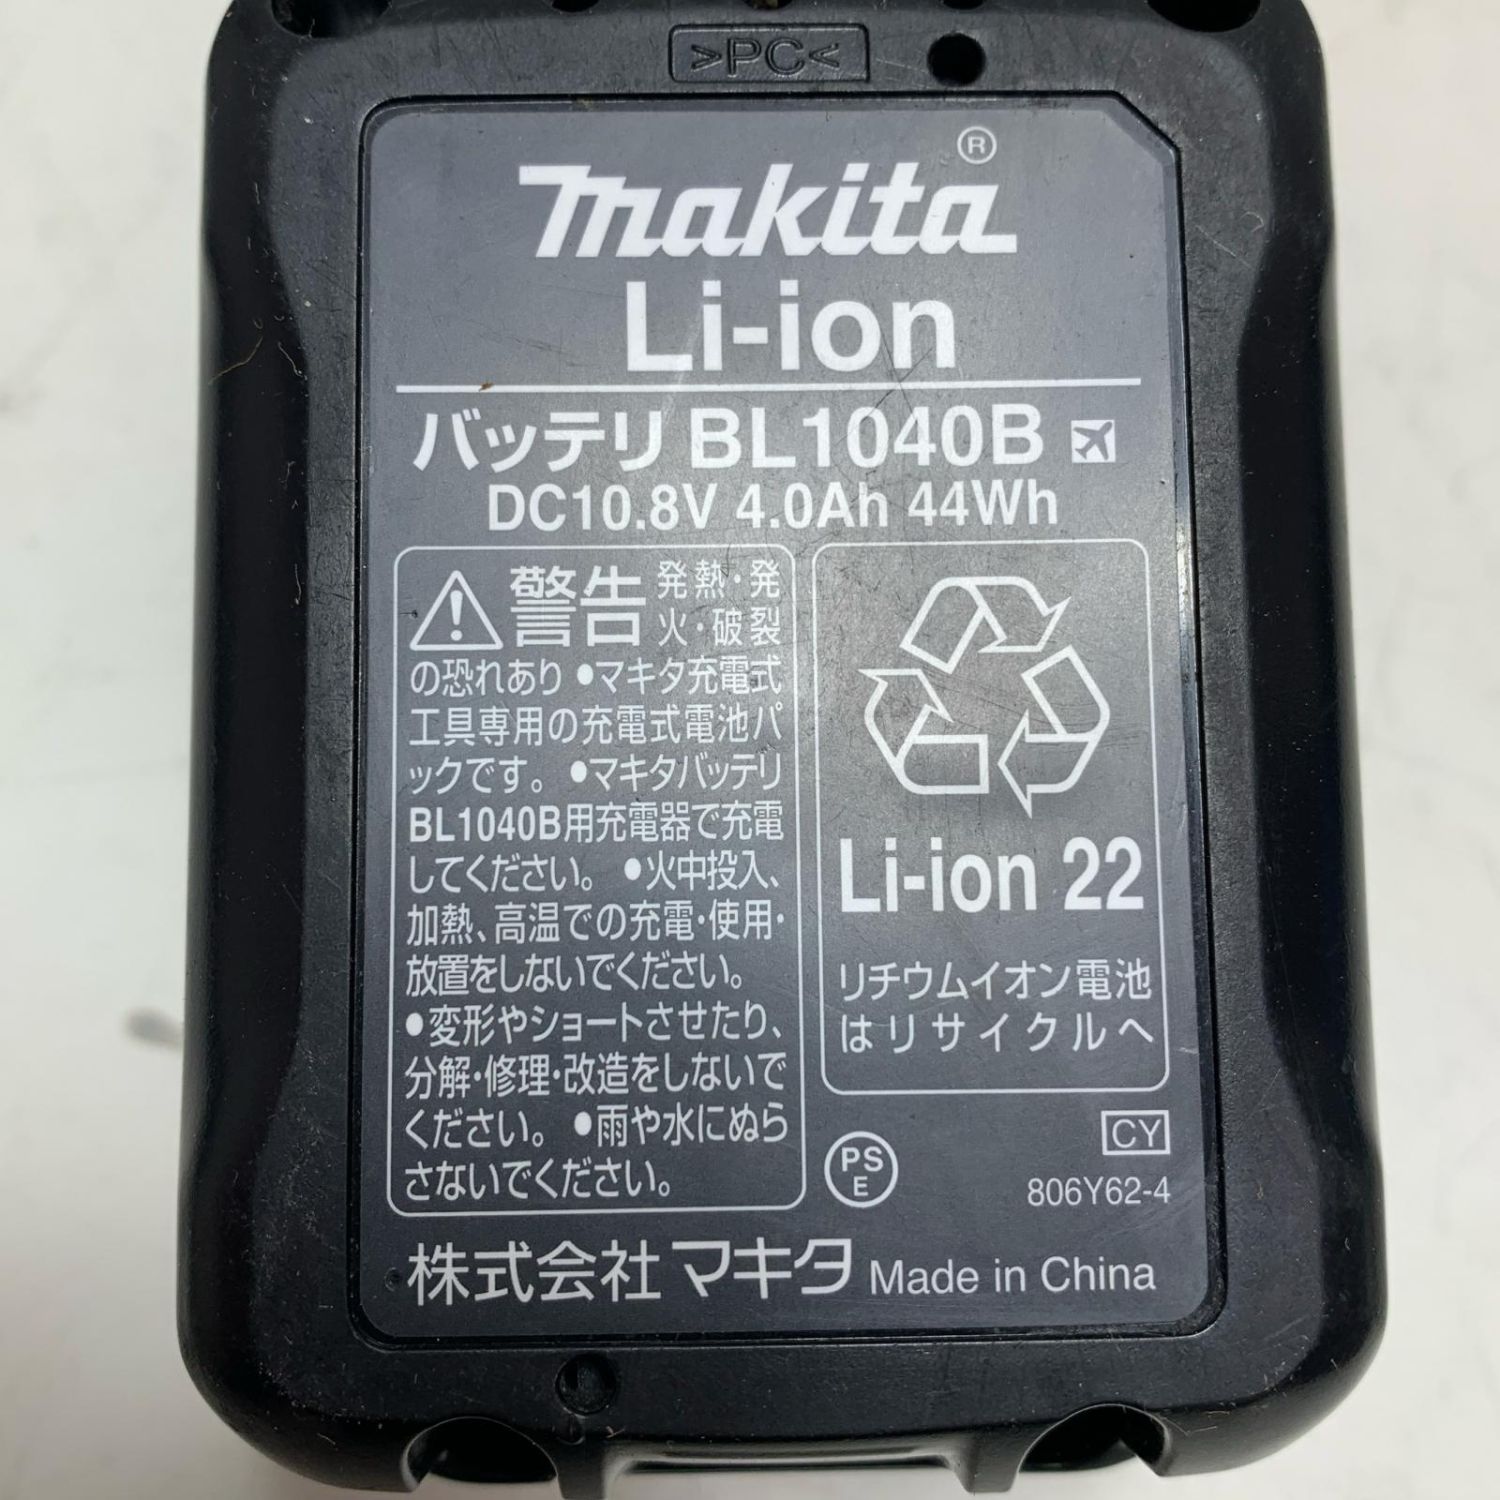 >PC<
makita®
Li-ion
バッテリ BL1040B
DC10.8V 4.0Ah 44Wh
警告 発熱・発
火・破裂
の恐れあり ●マキタ充電式
工具専用の充電式電池パ
ックです。 ●マキタバッテリ
BL1040B用充電器で充電
してください。 ●火中投入、
加熱、高温での充電・使用・
放置をしないでください。
●変形やショートさせたり、
分解・修理・改造をしないで
ください。 ●雨や水にぬら
さないでください。
Li-ion 22
リチウムイオン電池
はリサイクルへ
PS
E
CY
806Y62-4
株式会社マキタ Made in China